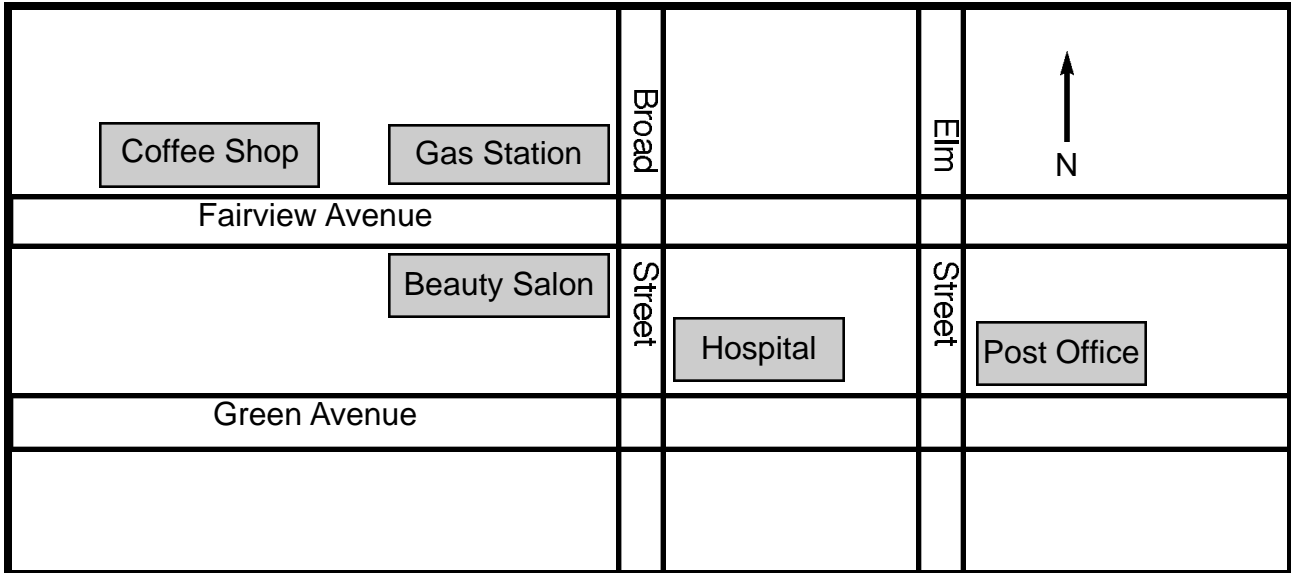 Broad
Elm
N
Coffee Shop
Gas Station
Fairview Avenue
Beauty Salon
Street
Street
Hospital
Post Office
Green Avenue